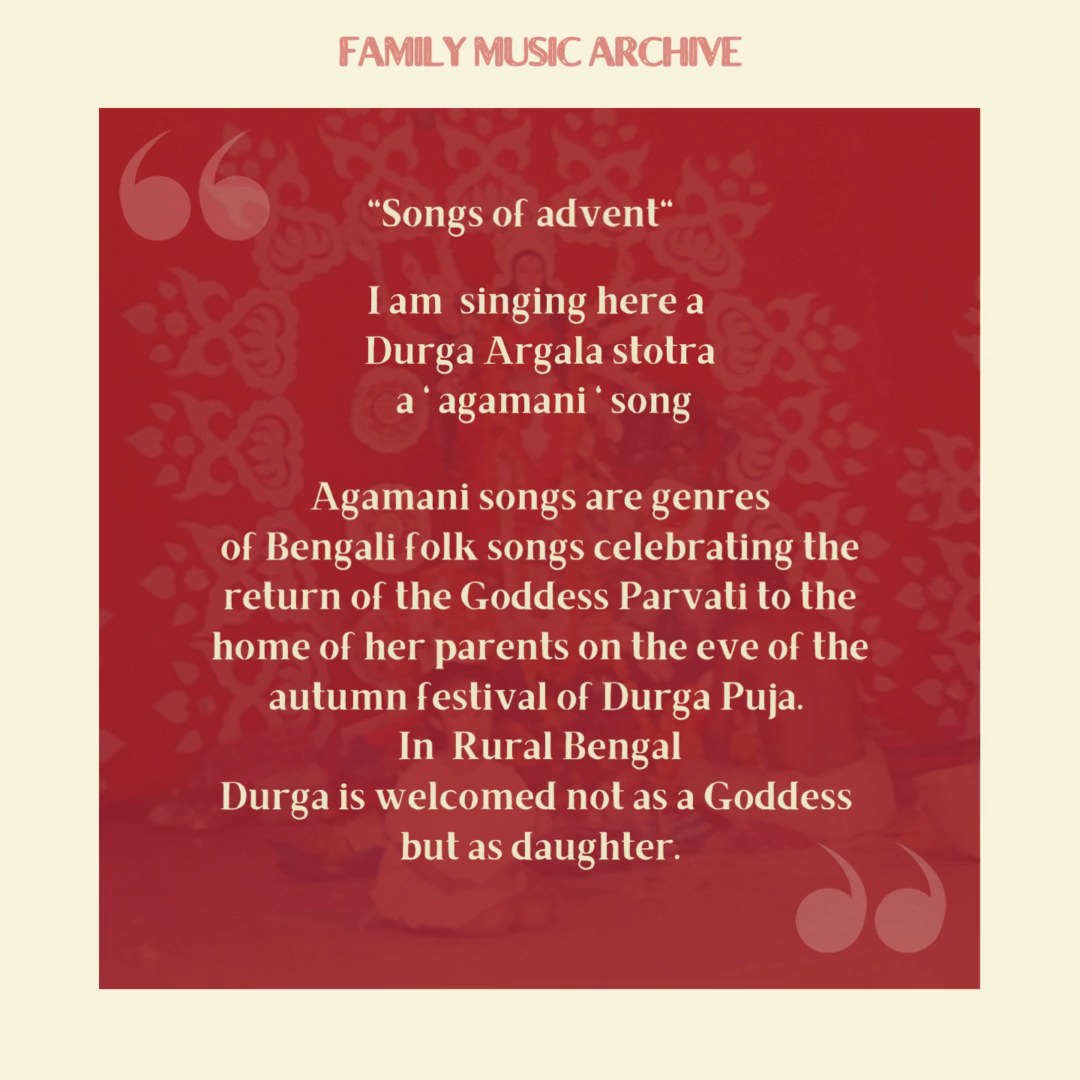 FAMILY MUSIC ARCHIVE
“Songs of advent“
I am singing here a
Durga Argala stotra
a ‘ agamani ‘ song
Agamani songs are genres
of Bengali folk songs celebrating the
return of the Goddess Parvati to the
home of her parents on the eve of the
autumn festival of Durga Puja.
In Rural Bengal
Durga is welcomed not as a Goddess
but as daughter.